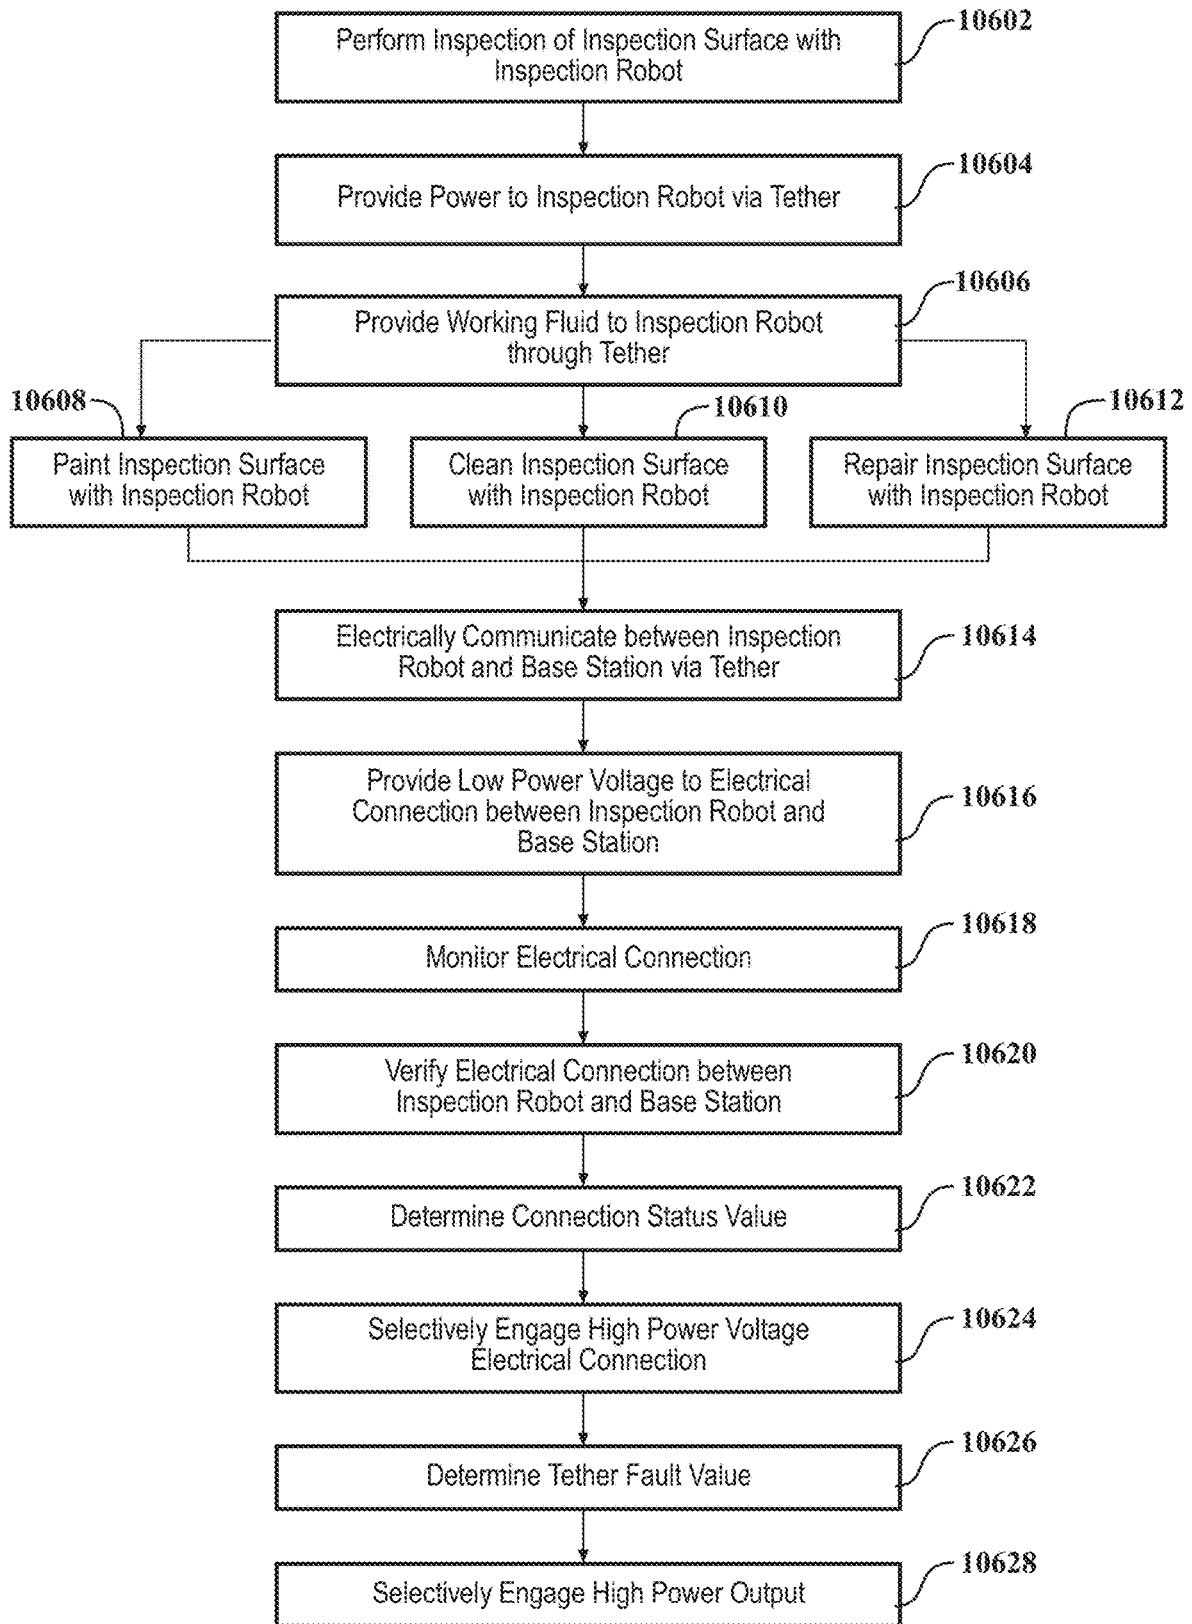 10602
Perform Inspection of Inspection Surface with
Inspection Robot
10604
Provide Power to Inspection Robot via Tether
10606
Provide Working Fluid to Inspection Robot
through Tether
10608
10610
10612
Paint Inspection Surface
with Inspection Robot
Clean Inspection Surface
with Inspection Robot
Repair Inspection Surface
with Inspection Robot
Electrically Communicate between Inspection
Robot and Base Station via Tether
10614
Provide Low Power Voltage to Electrical
Connection between Inspection Robot and
Base Station
10616
Monitor Electrical Connection
10618
Verify Electrical Connection between
Inspection Robot and Base Station
10620
Determine Connection Status Value
10622
Selectively Engage High Power Voltage
Electrical Connection
10624
Determine Tether Fault Value
10626
Selectively Engage High Power Output
10628